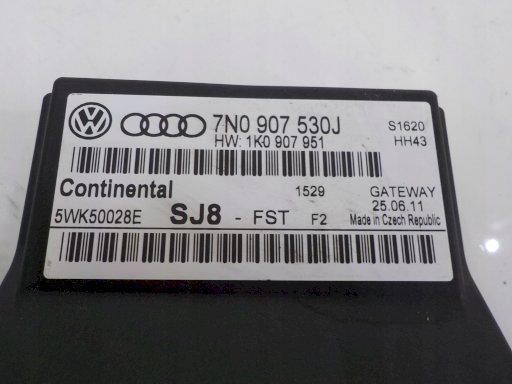 7N0 907 530J S1620
HW: 1K0 907 951 HH43
Continental 1529 GATEWAY
25.06.11
5WK50028E SJ8 - FST F2 Made in Czech Republic